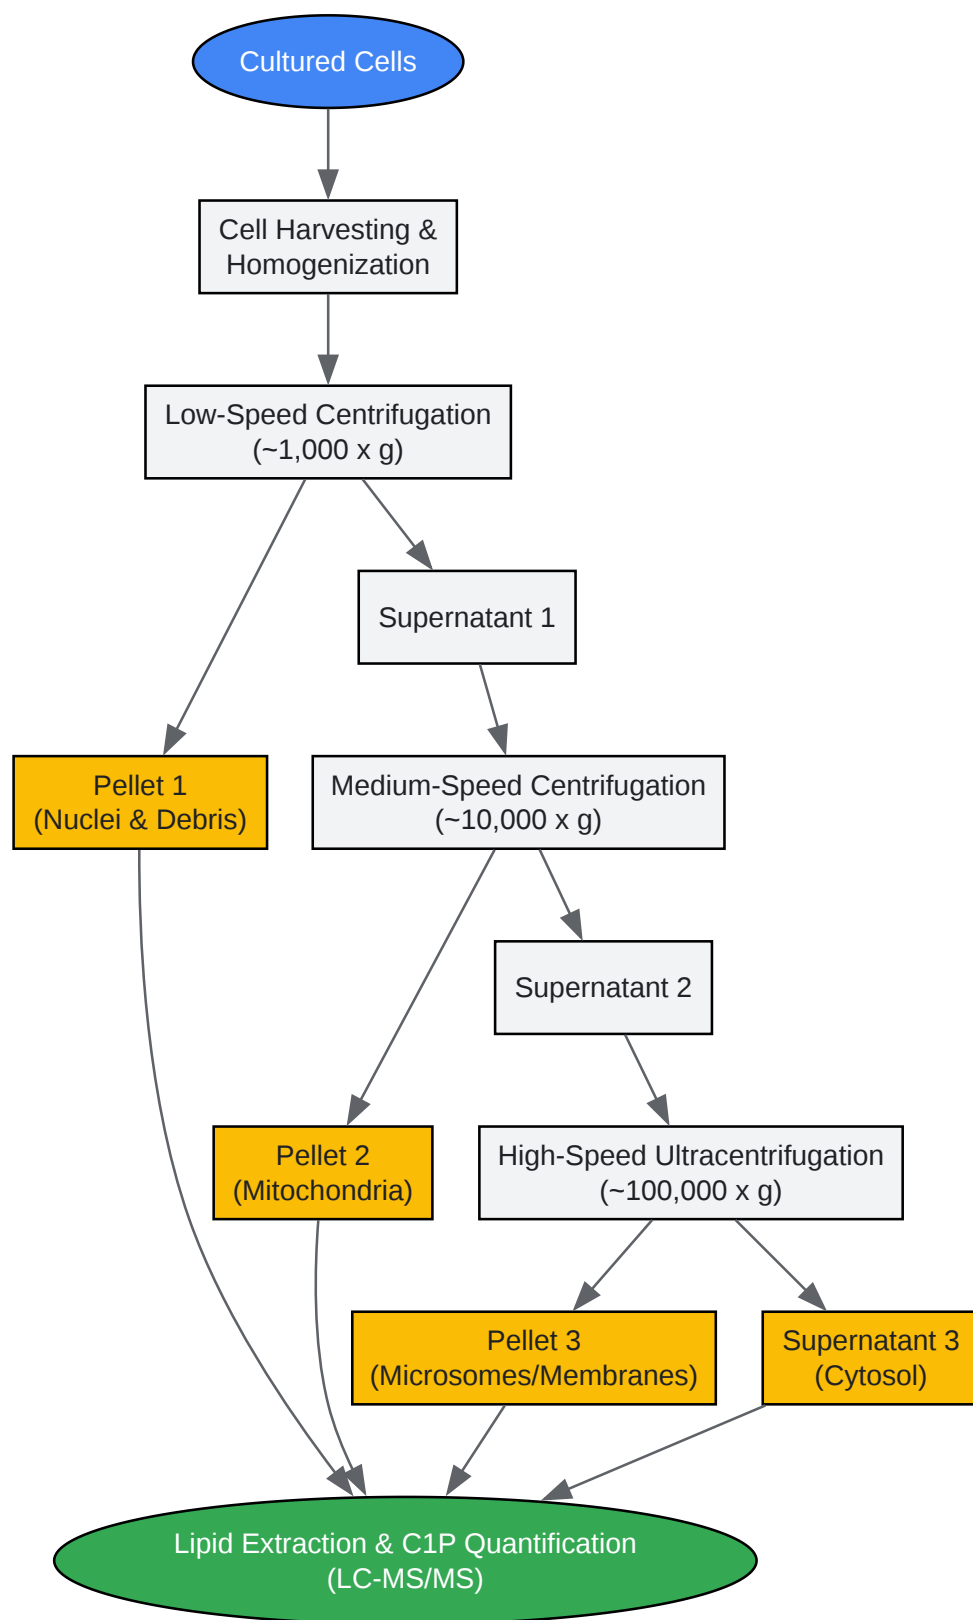 Cultured Cells
Cell Harvesting &
Homogenization
Low-Speed Centrifugation
(~1,000 x g)
Supernatant 1
Pellet 1
(Nuclei & Debris)
Medium-Speed Centrifugation
(~10,000 x g)
Supernatant 2
Pellet 2
(Mitochondria)
High-Speed Ultracentrifugation
(~100,000 x g)
Pellet 3
(Microsomes/Membranes)
Supernatant 3
(Cytosol)
Lipid Extraction & C1P Quantification
(LC-MS/MS)